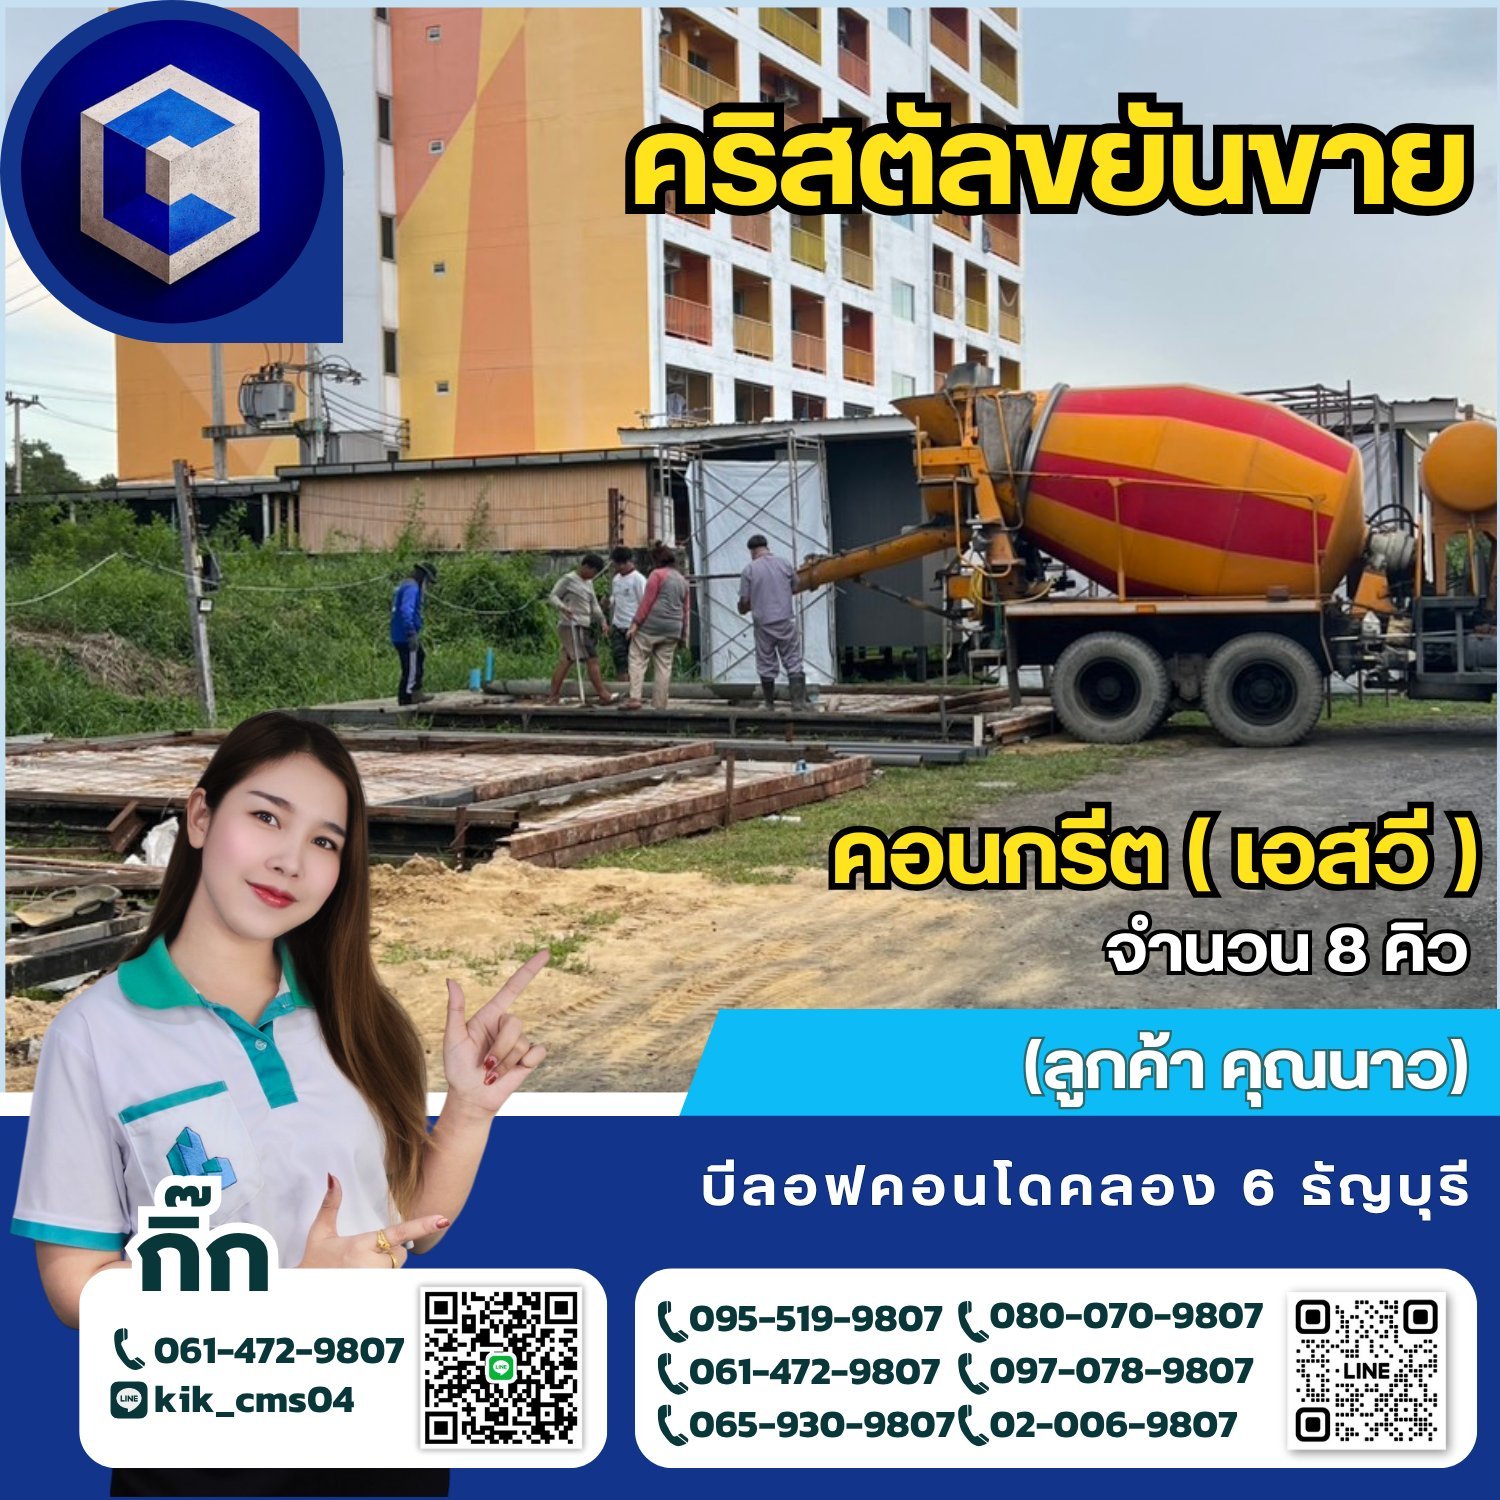 คริสตัลขยันขาย
คอนกรีต ( เอสวี )
จำนวน 8 คิว
(ลูกค้า คุณนาว)
บีลอฟคอนโดคลอง 6 ธัญบุรี
กิ๊ก
061-472-9807
LINE kik_cms04
LINE
095-519-9807 080-070-9807
061-472-9807 097-078-9807
065-930-9807 02-006-9807
LINE